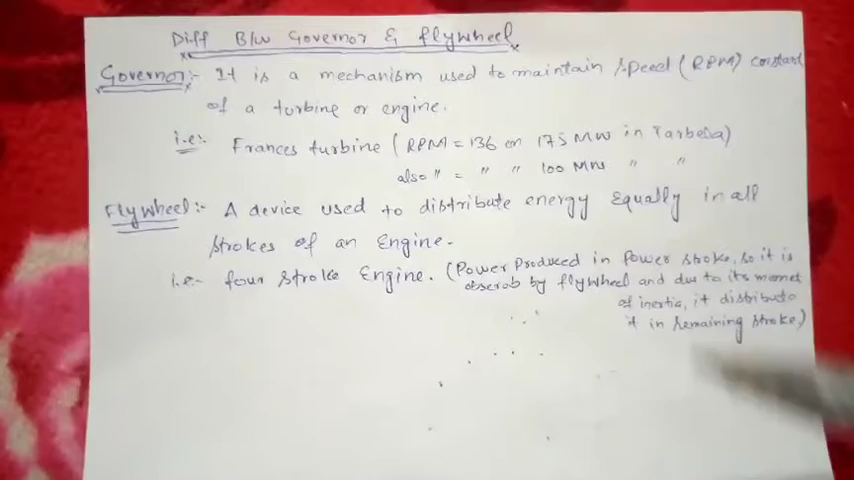 Diff B/w Governor & flywheel
Governor:- It is a mechanism used to maintain speed (RPM) constant
of a turbine or engine.
i.e:- Frances turbine (RPM = 136 on 175 MW in Tarbela)
also " = " " 100 MW " "
Flywheel:- A device used to distribute energy Equally in all
strokes of an Engine.
i.e:- four stroke Engine. (Power Produced in power stroke, so it is
obsorb by flywheel and due to its moment
of inertia, it distribute
it in remaining stroke)